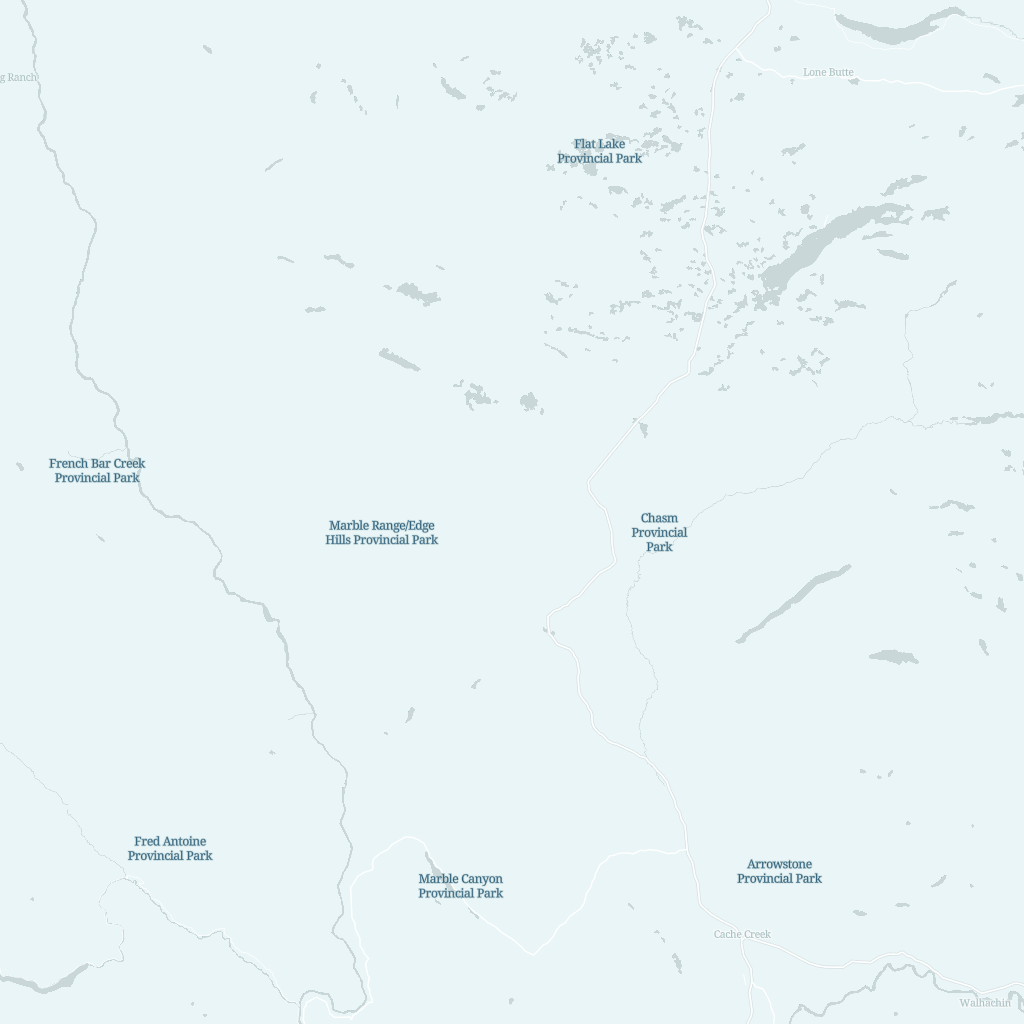 Lone Butte
g Ranch
Flat Lake
Provincial Park
French Bar Creek
Provincial Park
Marble Range/Edge
Hills Provincial Park
Chasm
Provincial
Park
Fred Antoine
Provincial Park
Marble Canyon
Provincial Park
Arrowstone
Provincial Park
Cache Creek
Walhachin